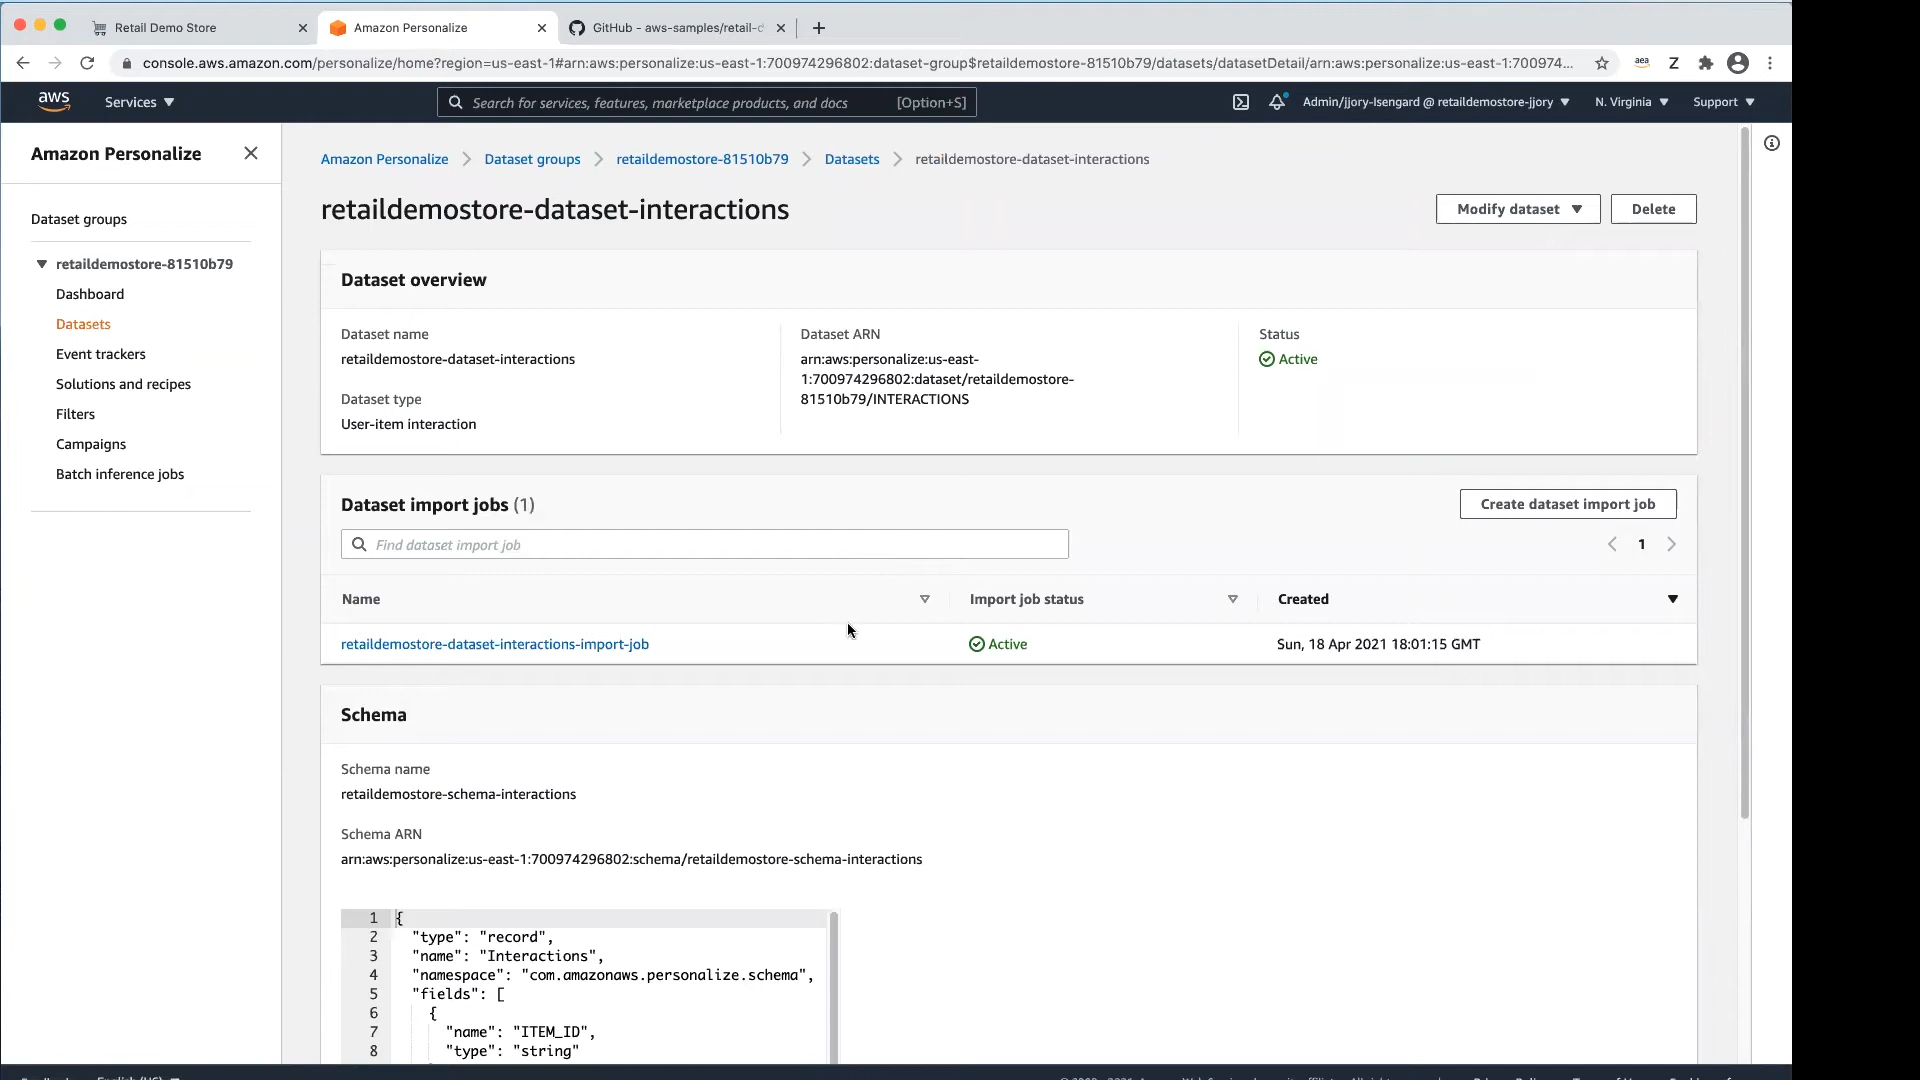 Retail Demo Store
Amazon Personalize
GitHub - aws-samples/retail-d
console.aws.amazon.com/personalize/home?region=us-east-1#arn:aws:personalize:us-east-1:700974296802:dataset-group$retaildemostore-81510b79/datasets/datasetDetail/arn:aws:personalize:us-east-1:700974...
aea
Z
aws
Services
Search for services, features, marketplace products, and docs
[Option+S]
Admin/jjory-Isengard @ retaildemostore-jjory
N. Virginia
Support
Amazon Personalize
Dataset groups
retaildemostore-81510b79
Dashboard
Datasets
Event trackers
Solutions and recipes
Filters
Campaigns
Batch inference jobs
Amazon Personalize
Dataset groups
retaildemostore-81510b79
Datasets
retaildemostore-dataset-interactions
retaildemostore-dataset-interactions
Modify dataset
Delete
Dataset overview
Dataset name
retaildemostore-dataset-interactions
Dataset type
User-item interaction
Dataset ARN
arn:aws:personalize:us-east-
1:700974296802:dataset/retaildemostore-
81510b79/INTERACTIONS
Status
Active
Dataset import jobs (1)
Create dataset import job
Find dataset import job
1
Name
Import job status
Created
retaildemostore-dataset-interactions-import-job
Active
Sun, 18 Apr 2021 18:01:15 GMT
Schema
Schema name
retaildemostore-schema-interactions
Schema ARN
arn:aws:personalize:us-east-1:700974296802:schema/retaildemostore-schema-interactions
1 {
2 "type": "record",
3 "name": "Interactions",
4 "namespace": "com.amazonaws.personalize.schema",
5 "fields": [
6 {
7 "name": "ITEM_ID",
8 "type": "string"